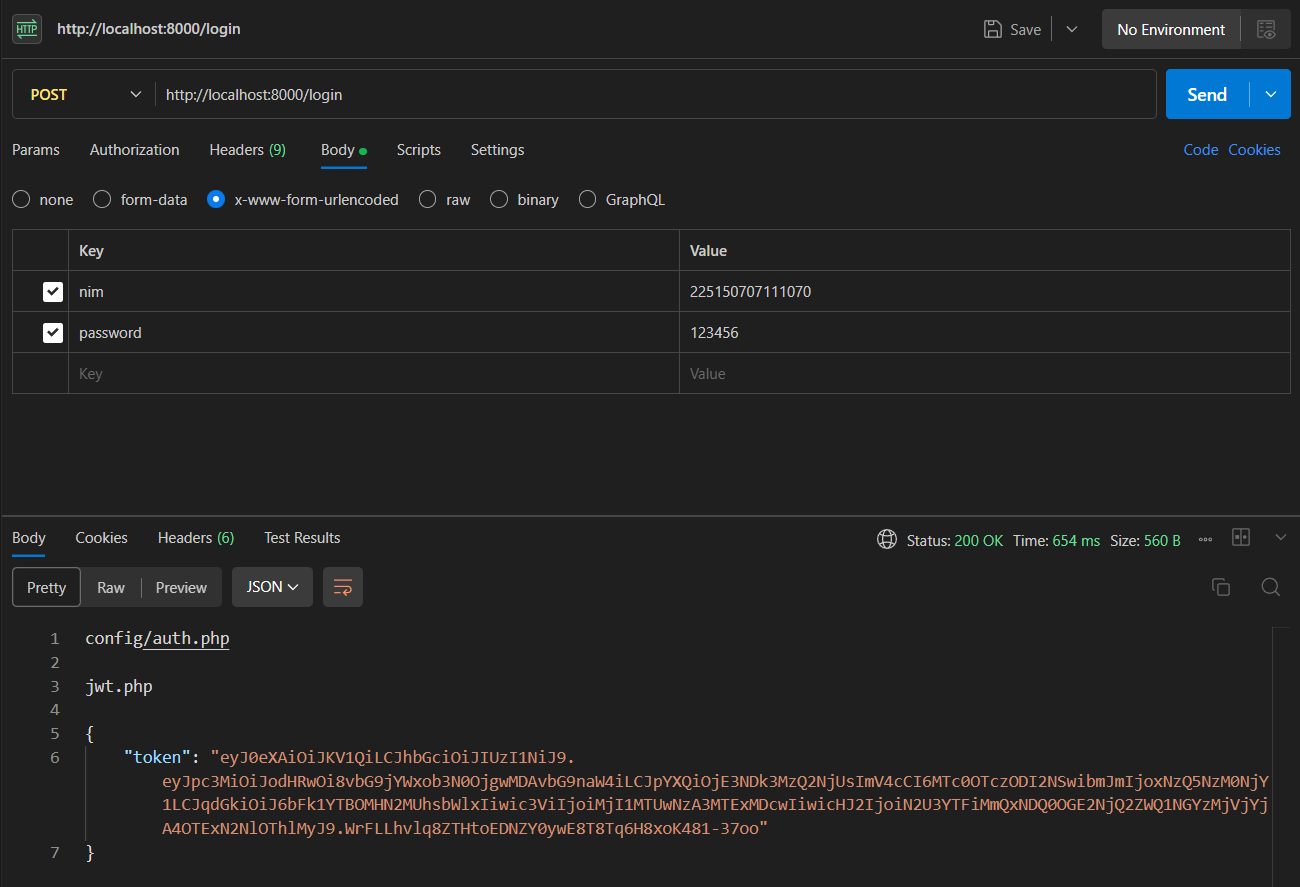 HTTP http://localhost:8000/login Save No Environment
POST http://localhost:8000/login Send
Params Authorization Headers (9) Body Scripts Settings Code Cookies
none form-data x-www-form-urlencoded raw binary GraphQL
Key Value
nim 225150707111070
password 123456
Key Value
Body Cookies Headers (6) Test Results Status: 200 OK Time: 654 ms Size: 560 B
Pretty Raw Preview JSON
1 config/auth.php
2
3 jwt.php
4
5 {
6 "token": "eyJ0eXAiOiJKV1QiLCJhbGciOiJIUzI1NiJ9.
eyJpc3MiOiJodHRwOi8vbG9jYWxob3N0OjgwMDAvbG9naW4iLCJpYXQiOjE3NDk3MzQ2NjUsImV4cCI6MTc0OTczODI2NSwibmJmIjoxNzQ5NzM0NjY
1LCJqdGkiOiJ6bFk1YTBOMHN2MUhsbWlxIiwic3ViIjoiMjI1MTUwNzA3MTExMDcwIiwicHJ2IjoiN2U3YTFiMmQxNDQ0OGE2NjQ2ZWQ1NGYzMjVjYj
A4OTExN2NlOThlMyJ9.WrFLLhvlq8ZTHtoEDNZY0ywE8T8Tq6H8xoK481-37oo"
7 }